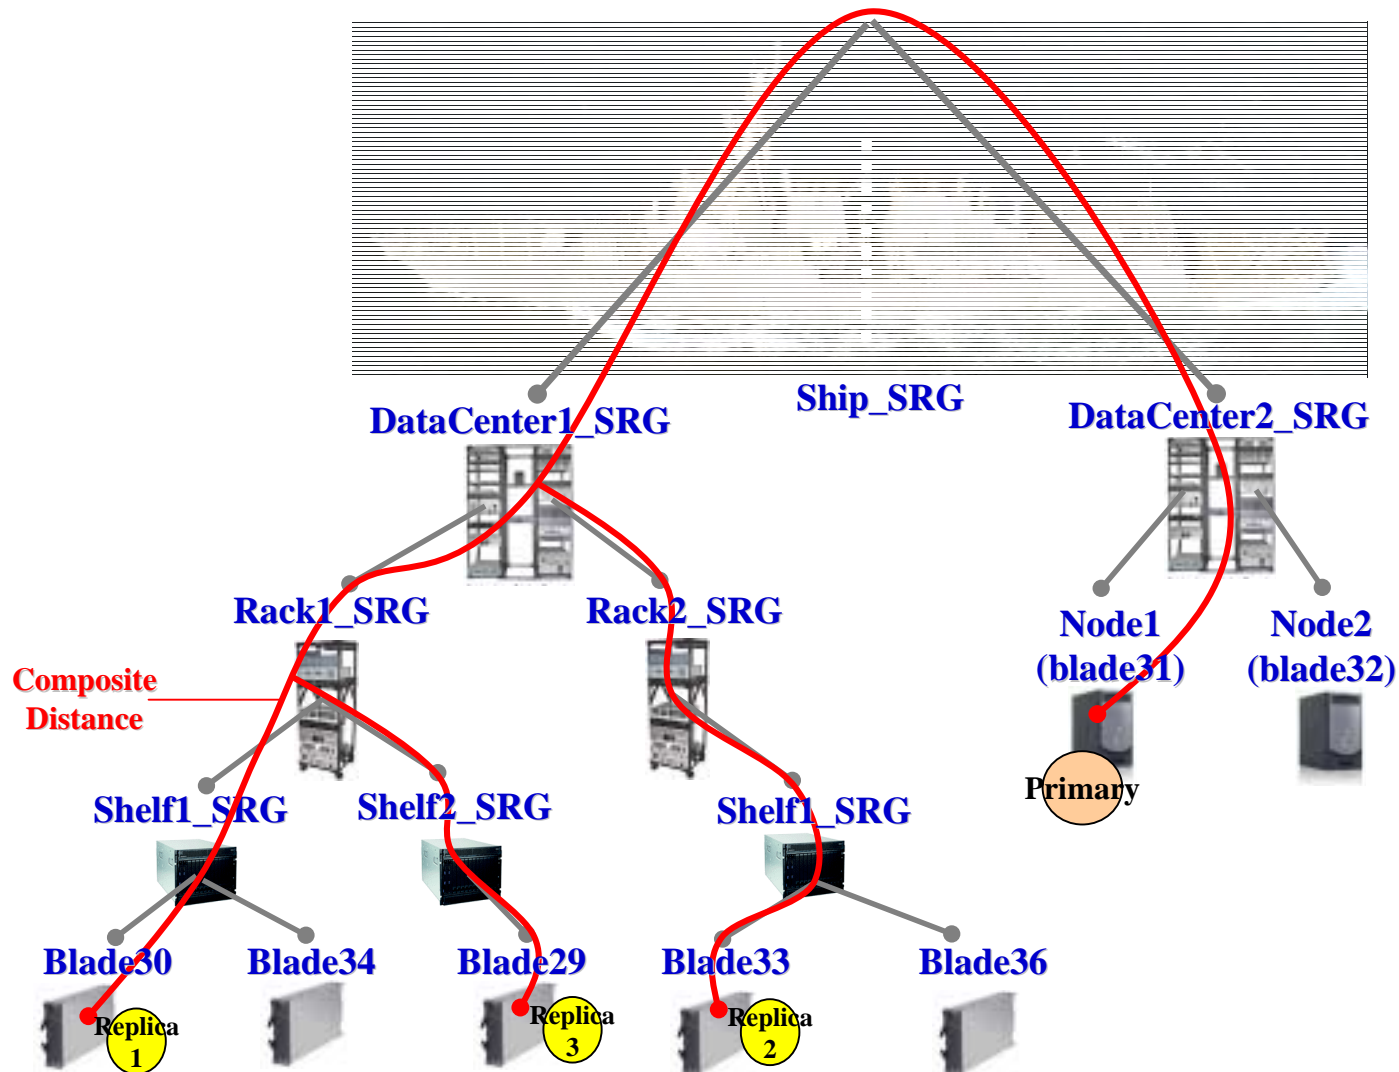 Ship_SRG
DataCenter1_SRG
DataCenter2_SRG
Rack1_SRG
Rack2_SRG
Node1
(blade31)
Node2
(blade32)
Composite
Distance
Primary
Shelf1_SRG
Shelf2_SRG
Shelf1_SRG
Blade30
Blade34
Blade29
Blade33
Blade36
Replica
1
Replica
3
Replica
2